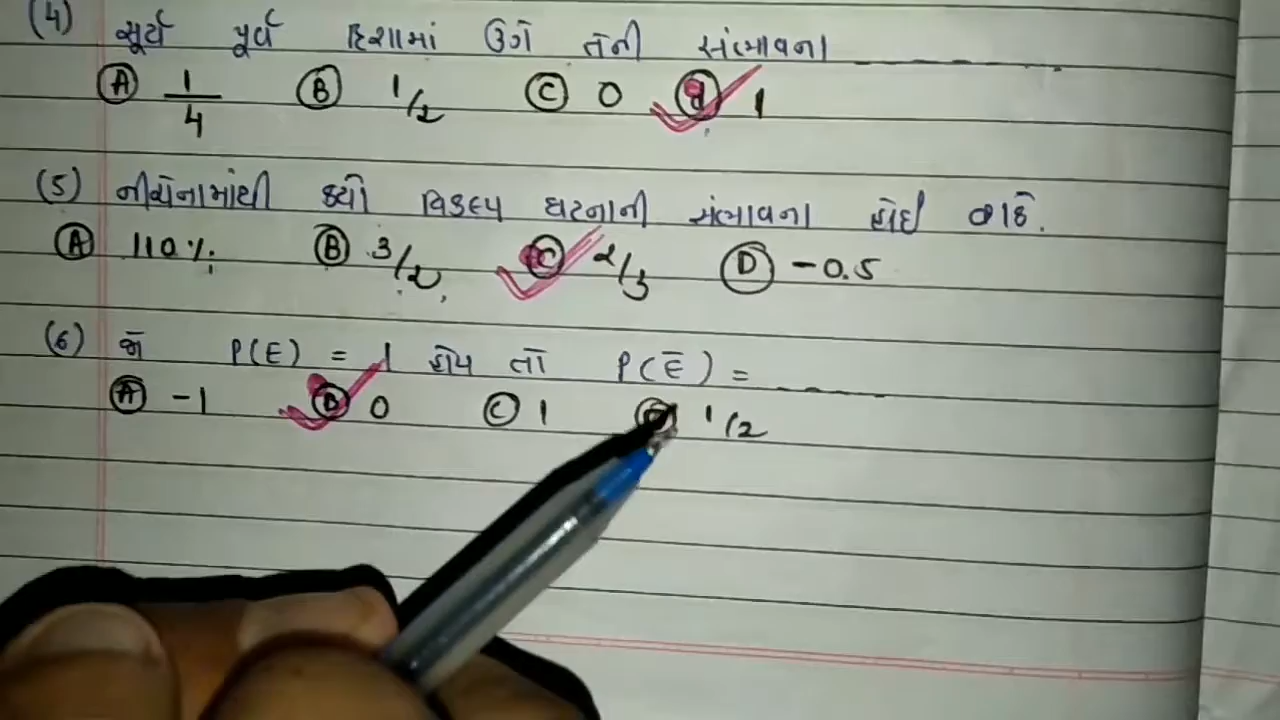 (4) સૂર્ય પૂર્વ દિશામાં ઉગે તેની સંભાવના ________
Ⓐ 1/4 Ⓑ 1/2 Ⓒ 0 Ⓓ 1
(5) નીચેનામાંથી કયો વિકલ્પ ઘટનાની સંભાવના હોઈ શકે.
Ⓐ 110% Ⓑ 3/2 Ⓒ 2/3 Ⓓ -0.5
(6) જો P(E) = 1 હોય તો P(Ē) = ______
Ⓐ -1 Ⓑ 0 Ⓒ 1 Ⓓ 1/2